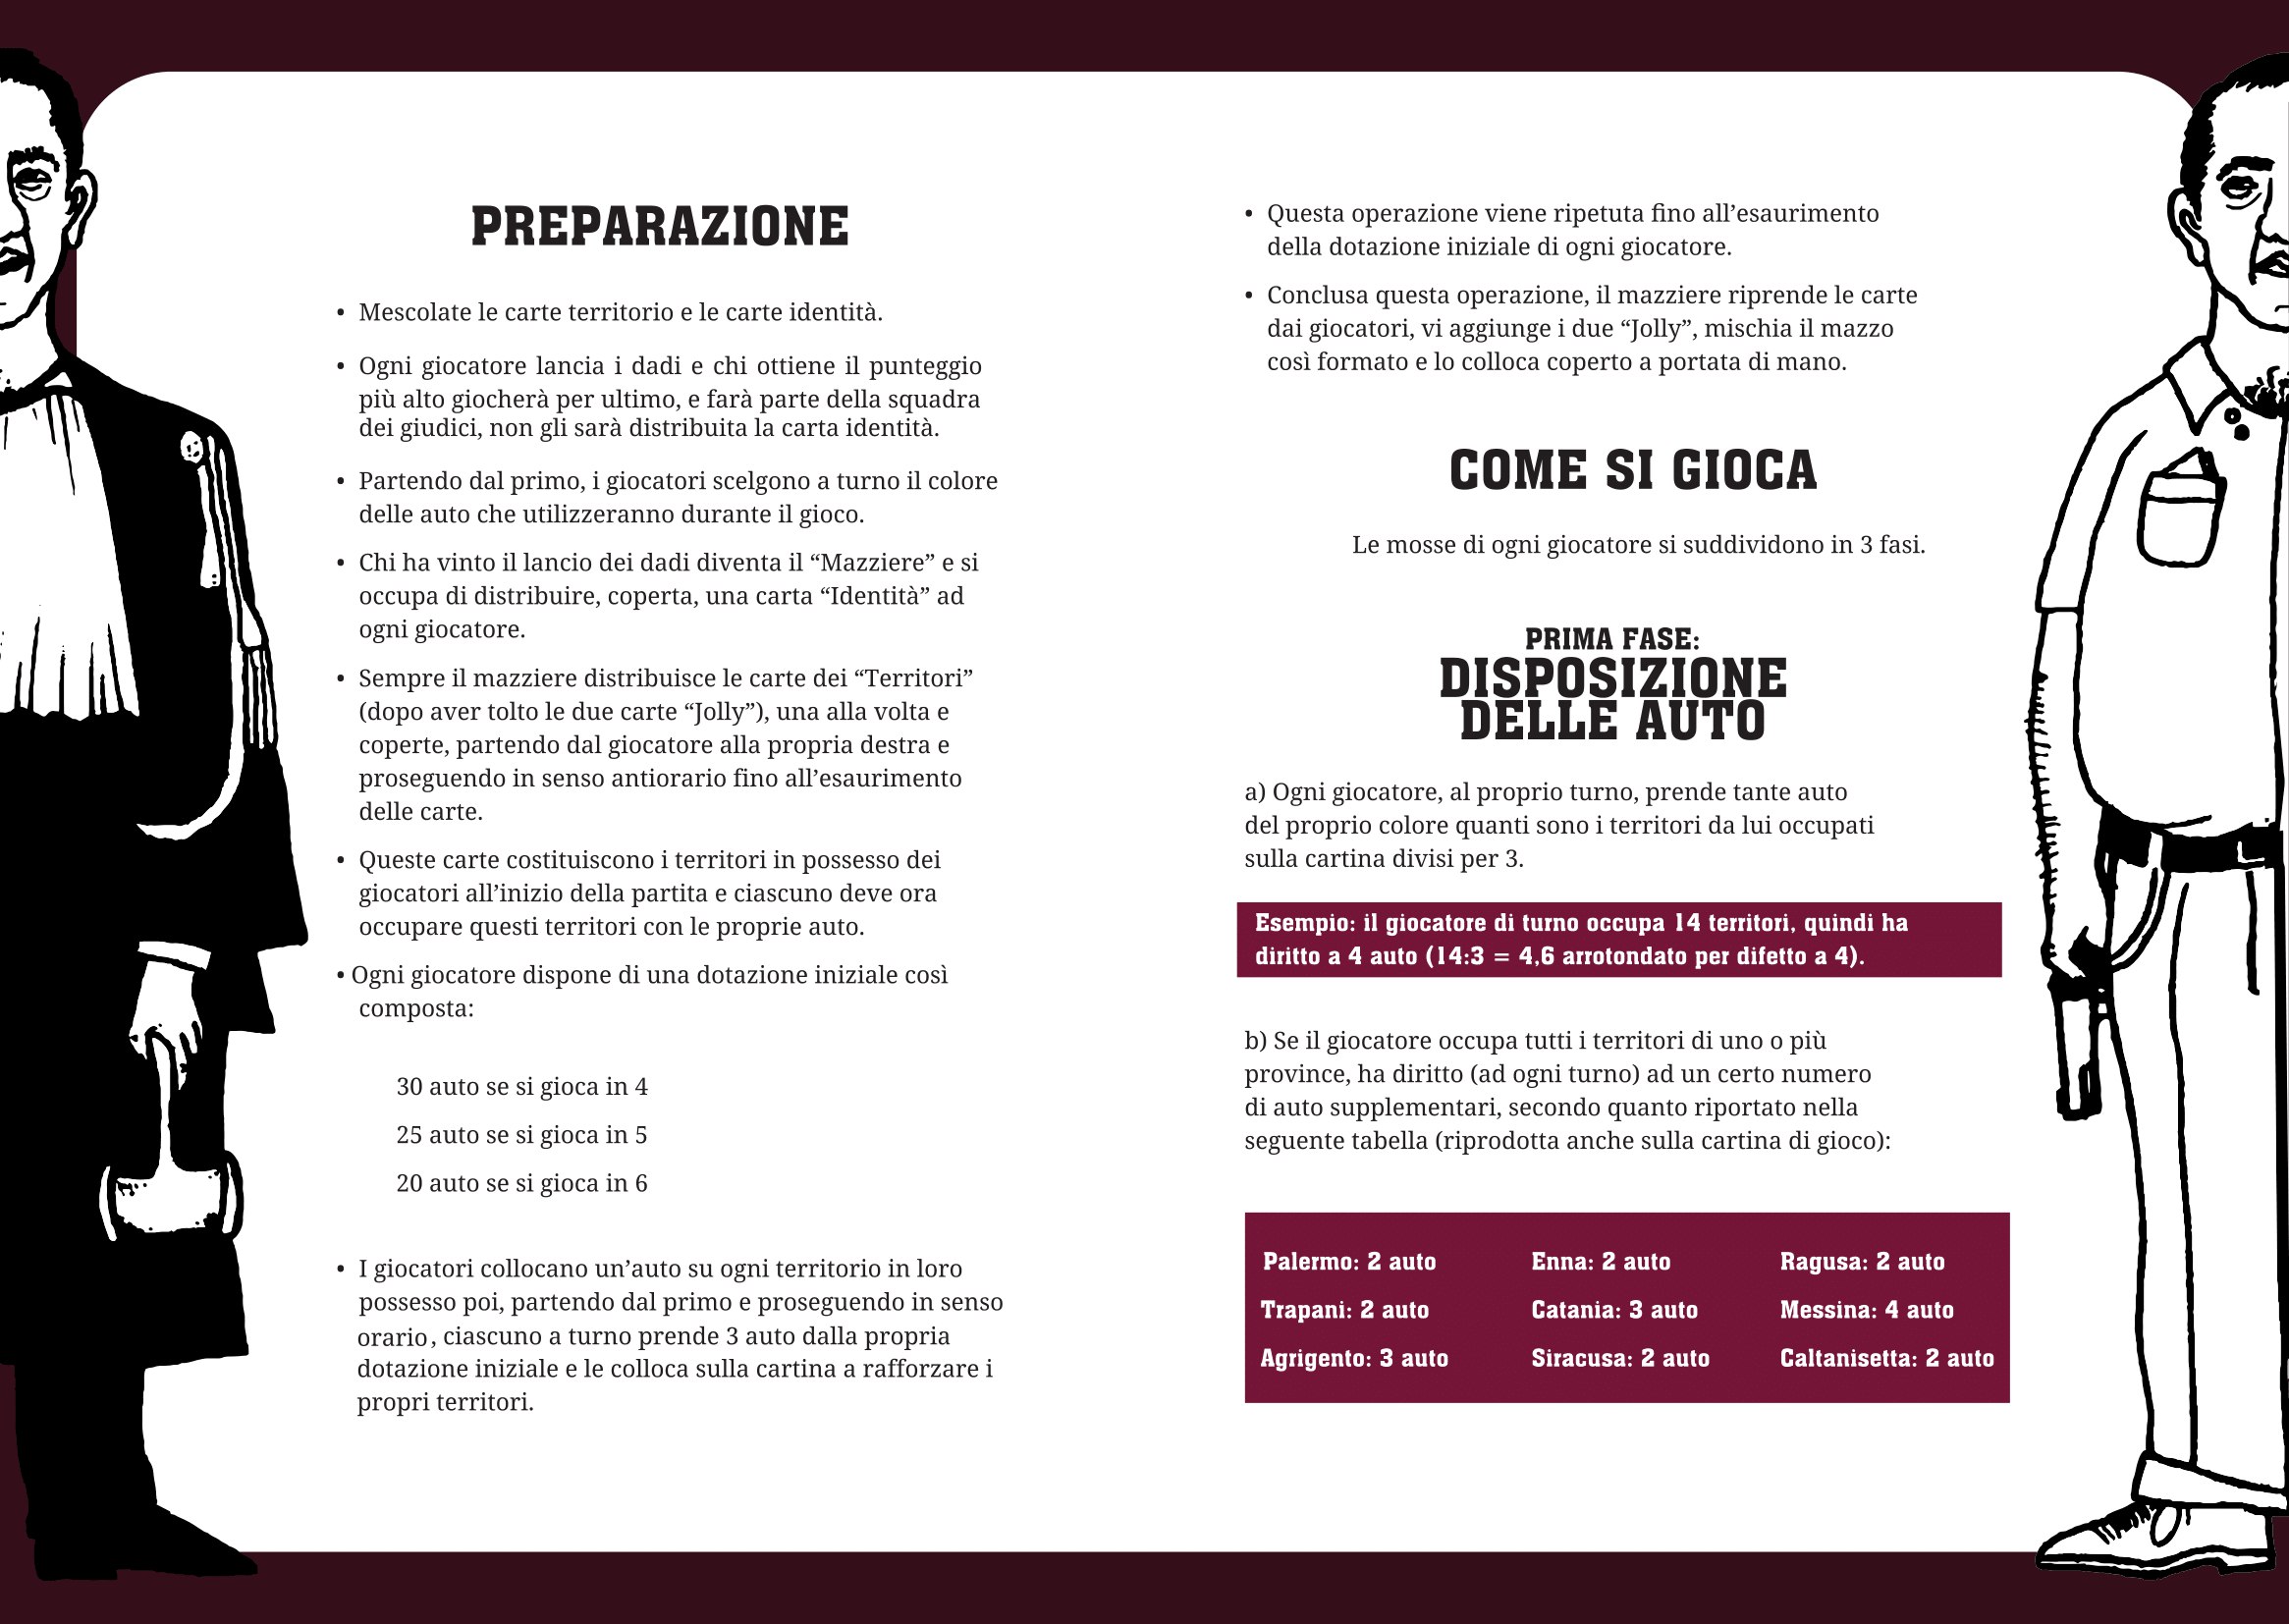 PREPARAZIONE
• Mescolate le carte territorio e le carte identità.
• Ogni giocatore lancia i dadi e chi ottiene il punteggio
più alto giocherà per ultimo, e farà parte della squadra
dei giudici, non gli sarà distribuita la carta identità.
• Partendo dal primo, i giocatori scelgono a turno il colore
delle auto che utilizzeranno durante il gioco.
• Chi ha vinto il lancio dei dadi diventa il “Mazziere” e si
occupa di distribuire, coperta, una carta “Identità” ad
ogni giocatore.
• Sempre il mazziere distribuisce le carte dei “Territori”
(dopo aver tolto le due carte “Jolly”), una alla volta e
coperte, partendo dal giocatore alla propria destra e
proseguendo in senso antiorario fino all’esaurimento
delle carte.
• Queste carte costituiscono i territori in possesso dei
giocatori all’inizio della partita e ciascuno deve ora
occupare questi territori con le proprie auto.
• Ogni giocatore dispone di una dotazione iniziale così
composta:
30 auto se si gioca in 4
25 auto se si gioca in 5
20 auto se si gioca in 6
• I giocatori collocano un’auto su ogni territorio in loro
possesso poi, partendo dal primo e proseguendo in senso
orario, ciascuno a turno prende 3 auto dalla propria
dotazione iniziale e le colloca sulla cartina a rafforzare i
propri territori.
• Questa operazione viene ripetuta fino all’esaurimento
della dotazione iniziale di ogni giocatore.
• Conclusa questa operazione, il mazziere riprende le carte
dai giocatori, vi aggiunge i due “Jolly”, mischia il mazzo
così formato e lo colloca coperto a portata di mano.
COME SI GIOCA
Le mosse di ogni giocatore si suddividono in 3 fasi.
PRIMA FASE:
DISPOSIZIONE
DELLE AUTO
a) Ogni giocatore, al proprio turno, prende tante auto
del proprio colore quanti sono i territori da lui occupati
sulla cartina divisi per 3.
Esempio: il giocatore di turno occupa 14 territori, quindi ha
diritto a 4 auto (14:3 = 4,6 arrotondato per difetto a 4).
b) Se il giocatore occupa tutti i territori di uno o più
province, ha diritto (ad ogni turno) ad un certo numero
di auto supplementari, secondo quanto riportato nella
seguente tabella (riprodotta anche sulla cartina di gioco):
Palermo: 2 auto Enna: 2 auto Ragusa: 2 auto
Trapani: 2 auto Catania: 3 auto Messina: 4 auto
Agrigento: 3 auto Siracusa: 2 auto Caltanisetta: 2 auto